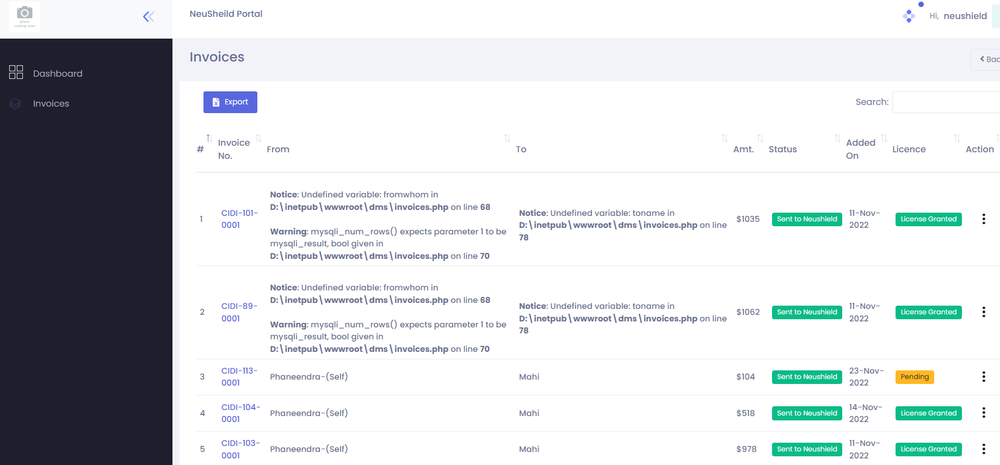 photo
coming soon
NeuSheild Portal
Hi, neushield
Dashboard
Invoices
Invoices
Bac
Export
Search:
# Invoice No. From To Amt. Status Added On Licence Action
1
CIDI-101-
0001
Notice: Undefined variable: fromwhom in
D:\inetpub\wwwroot\dms\invoices.php on line 68
Warning: mysqli_num_rows() expects parameter 1 to be
mysqli_result, bool given in
D:\inetpub\wwwroot\dms\invoices.php on line 70
Notice: Undefined variable: toname in
D:\inetpub\wwwroot\dms\invoices.php on line
78
$1035
Sent to Neushield
11-Nov-
2022
License Granted
2
CIDI-89-
0001
Notice: Undefined variable: fromwhom in
D:\inetpub\wwwroot\dms\invoices.php on line 68
Warning: mysqli_num_rows() expects parameter 1 to be
mysqli_result, bool given in
D:\inetpub\wwwroot\dms\invoices.php on line 70
Notice: Undefined variable: toname in
D:\inetpub\wwwroot\dms\invoices.php on line
78
$1062
Sent to Neushield
11-Nov-
2022
License Granted
3
CIDI-113-
0001
Phaneendra-(Self)
Mahi
$104
Sent to Neushield
23-Nov-
2022
Pending
4
CIDI-104-
0001
Phaneendra-(Self)
Mahi
$518
Sent to Neushield
14-Nov-
2022
License Granted
5
CIDI-103-
0001
Phaneendra-(Self)
Mahi
$978
Sent to Neushield
11-Nov-
2022
License Granted